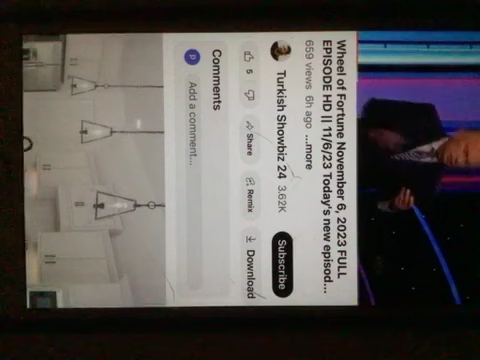 Wheel of Fortune November 6, 2023 FULL
EPISODE HD || 11/6/23 Today's new episod...
659 views 6h ago ...more
Turkish Showbiz 24 3.62K
Subscribe
5
Share
Remix
Download
Comments
P
Add a comment...